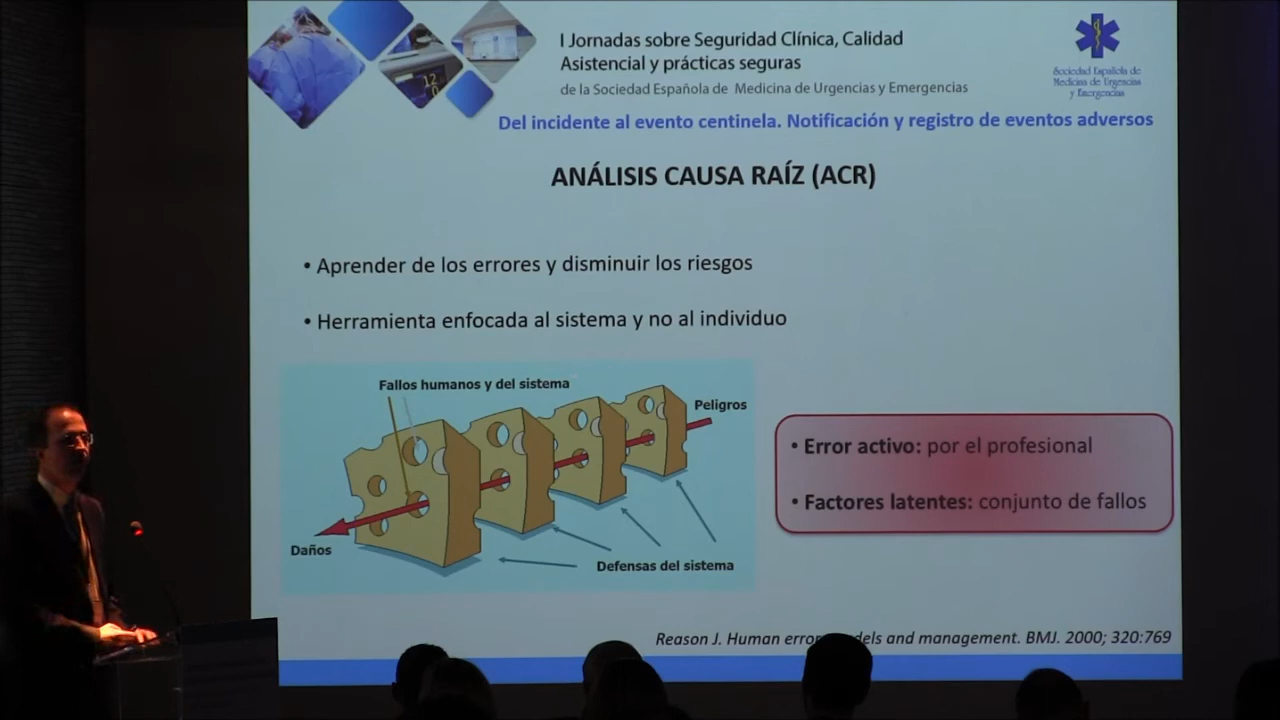 I Jornadas sobre Seguridad Clínica, Calidad
Asistencial y prácticas seguras
de la Sociedad Española de Medicina de Urgencias y Emergencias
Sociedad Española de
Medicina de Urgencias
y Emergencias
Del incidente al evento centinela. Notificación y registro de eventos adversos
ANÁLISIS CAUSA RAÍZ (ACR)
• Aprender de los errores y disminuir los riesgos
• Herramienta enfocada al sistema y no al individuo
Fallos humanos y del sistema
Peligros
Daños
Defensas del sistema
• Error activo: por el profesional
• Factores latentes: conjunto de fallos
Reason J. Human error and management. BMJ. 2000; 320:769